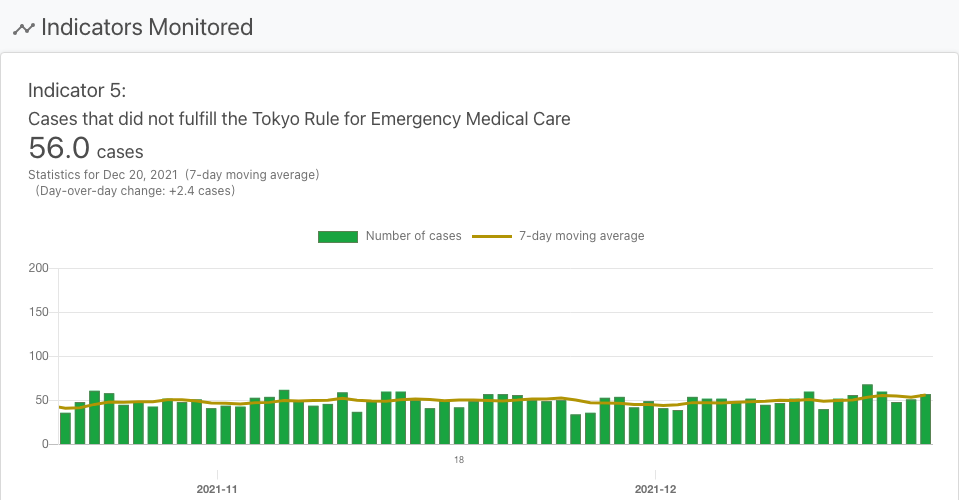 Indicators Monitored
Indicator 5:
Cases that did not fulfill the Tokyo Rule for Emergency Medical Care
56.0 cases
Statistics for Dec 20, 2021 (7-day moving average)
(Day-over-day change: +2.4 cases)
Number of cases 7-day moving average
200
150
100
50
0
18
2021-11 2021-12